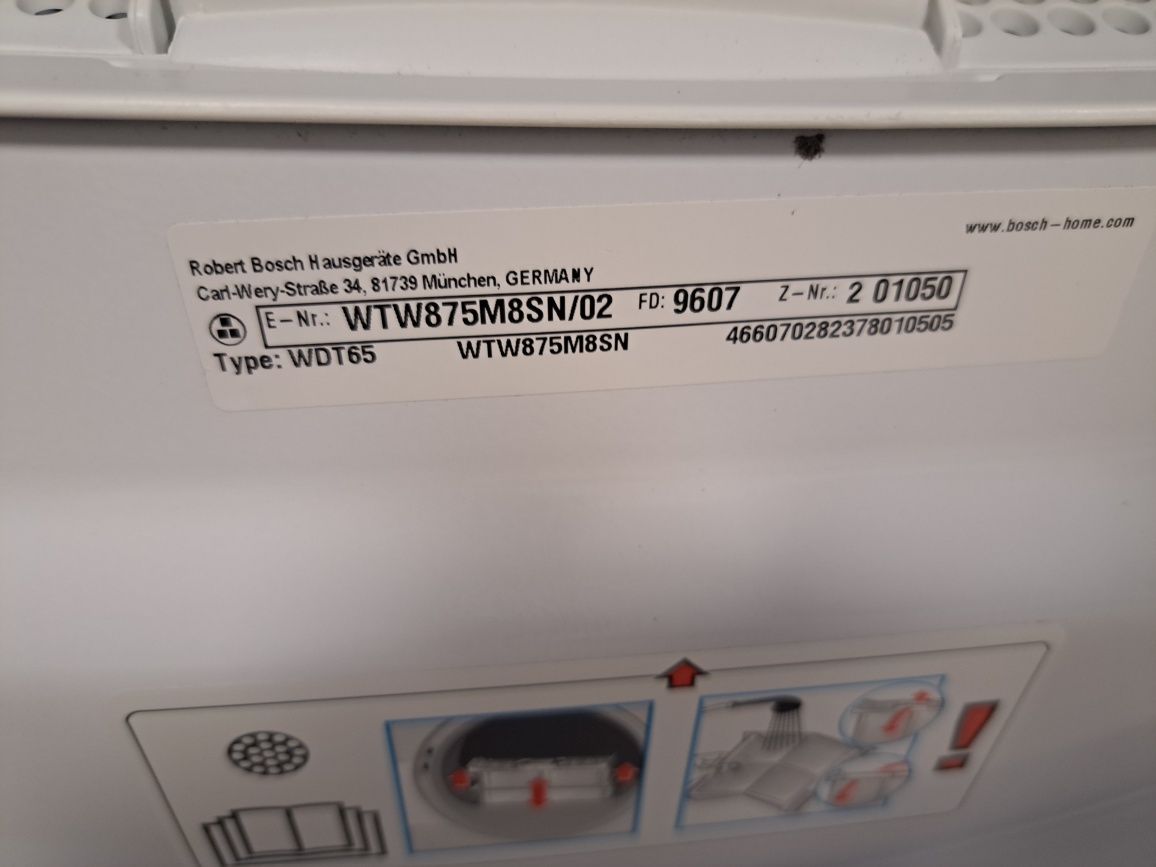 www.bosch-home.com
Robert Bosch Hausgeräte GmbH
Carl-Wery-Straße 34, 81739 München, GERMANY
E-Nr.: WTW875M8SN/02 FD: 9607 Z-Nr.: 2 01050
Type: WDT65 WTW875M8SN 466070282378010505